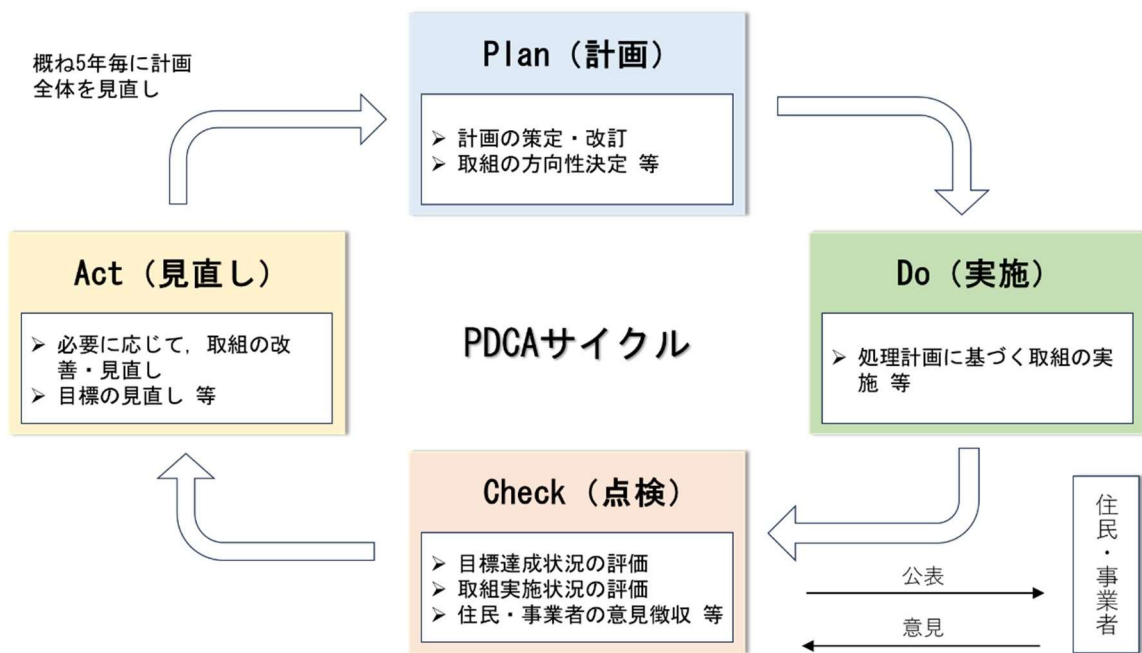 概ね5年毎に計画
全体を見直し
Plan（計画）
➢ 計画の策定・改訂
➢ 取組の方向性決定 等
Act（見直し）
➢ 必要に応じて，取組の改
善・見直し
➢ 目標の見直し 等
PDCAサイクル
Do（実施）
➢ 処理計画に基づく取組の実
施 等
Check（点検）
➢ 目標達成状況の評価
➢ 取組実施状況の評価
➢ 住民・事業者の意見徴収 等
公表
意見
住民・事業者